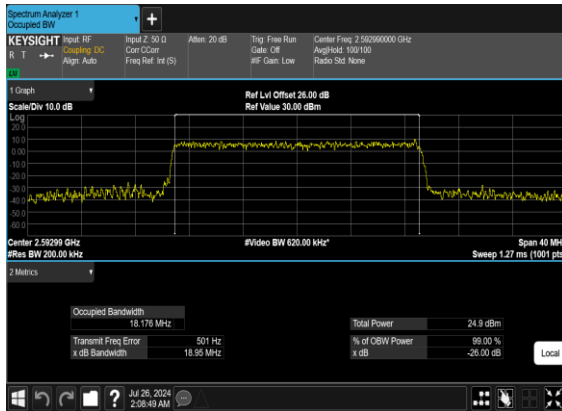 Spectrum Analyzer 1
Occupied BW
KEYSIGHT Input: RF Input Z: 50 Ω Atten: 20 dB Trig: Free Run Center Freq: 2.592990000 GHz
R T Coupling: DC Corr CCorr Gate: Off Avg|Hold: 100/100
Align: Auto Freq Ref: Int (S) #IF Gain: Low Radio Std: None
1 Graph
Scale/Div 10.0 dB Ref Lvl Offset 26.00 dB
Ref Value 30.00 dBm
Log
20.0
10.0
0.00
-10.0
-20.0
-30.0
-40.0
-50.0
-60.0
Center 2.59299 GHz #Video BW 620.00 kHz* Span 40 MH
#Res BW 200.00 kHz Sweep 1.27 ms (1001 pts
2 Metrics
Occupied Bandwidth
18.176 MHz Total Power 24.9 dBm
Transmit Freq Error 501 Hz % of OBW Power 99.00 %
x dB Bandwidth 18.95 MHz x dB -26.00 dB
Local
Jul 26, 2024
2:08:49 AM